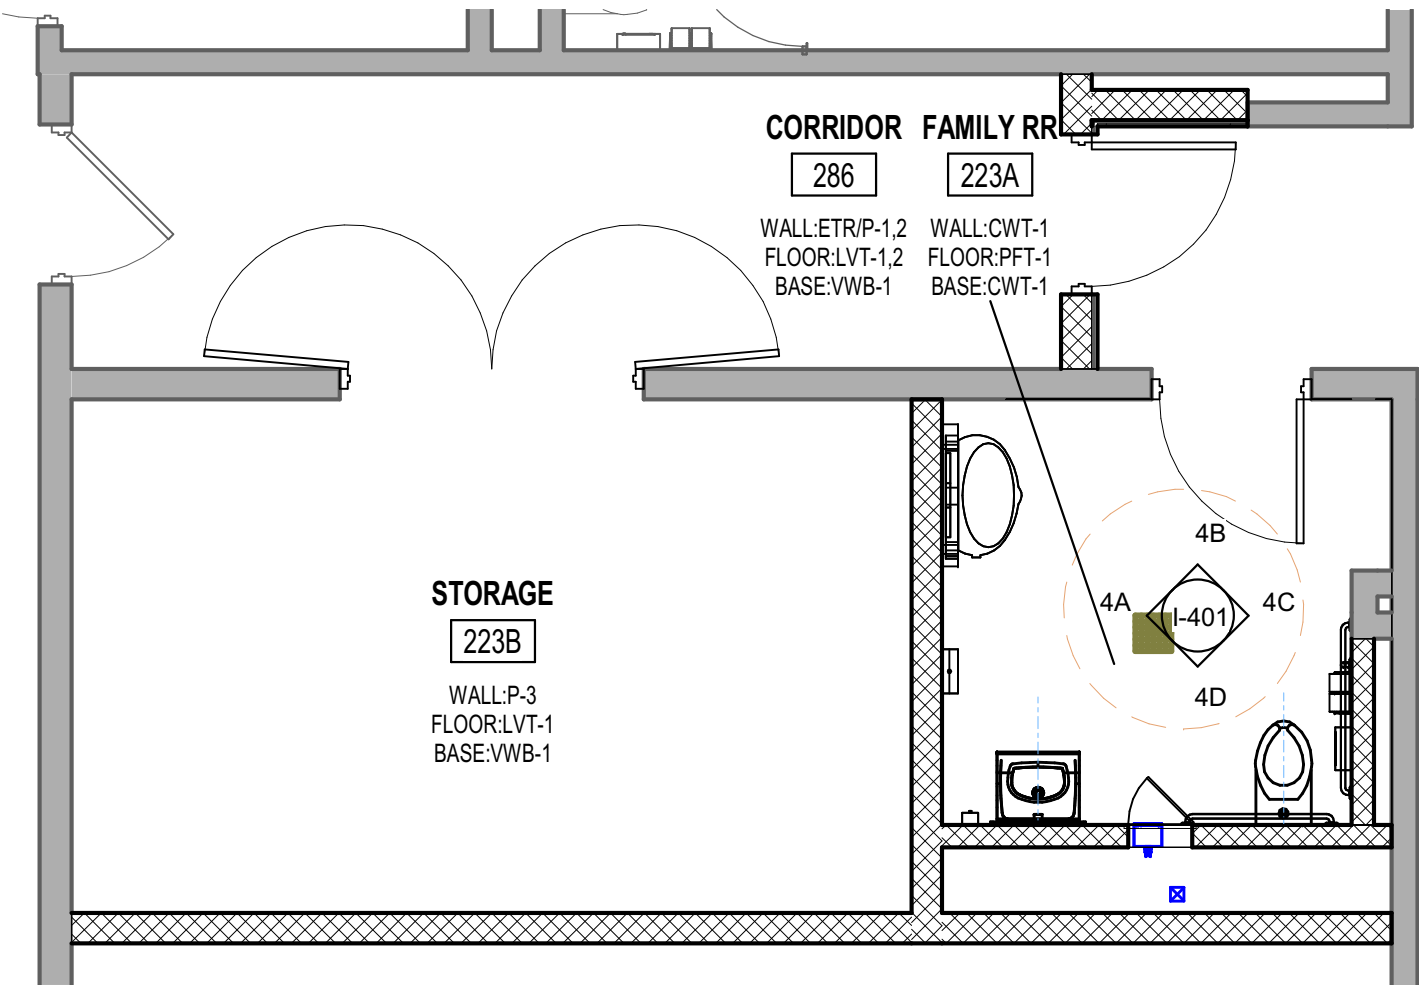 CORRIDOR
286
WALL:ETR/P-1,2
FLOOR:LVT-1,2
BASE:VWB-1
FAMILY RR
223A
WALL:CWT-1
FLOOR:PFT-1
BASE:CWT-1
STORAGE
223B
WALL:P-3
FLOOR:LVT-1
BASE:VWB-1
4B
4A
I-401
4C
4D